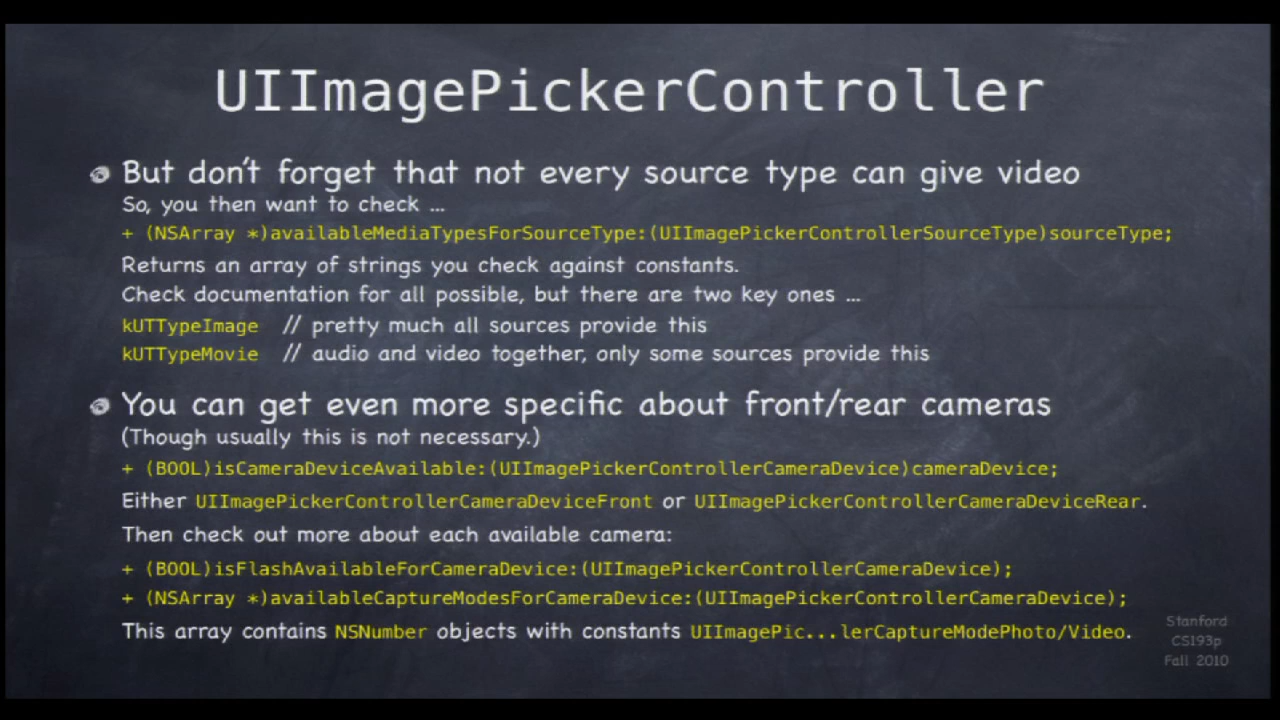 UIImagePickerController
But don't forget that not every source type can give video
So, you then want to check ...
+ (NSArray *)availableMediaTypesForSourceType:(UIImagePickerControllerSourceType)sourceType;
Returns an array of strings you check against constants.
Check documentation for all possible, but there are two key ones ...
kUTTypeImage // pretty much all sources provide this
kUTTypeMovie // audio and video together, only some sources provide this
You can get even more specific about front/rear cameras
(Though usually this is not necessary.)
+ (BOOL)isCameraDeviceAvailable:(UIImagePickerControllerCameraDevice)cameraDevice;
Either UIImagePickerControllerCameraDeviceFront or UIImagePickerControllerCameraDeviceRear.
Then check out more about each available camera:
+ (BOOL)isFlashAvailableForCameraDevice:(UIImagePickerControllerCameraDevice);
+ (NSArray *)availableCaptureModesForCameraDevice:(UIImagePickerControllerCameraDevice);
This array contains NSNumber objects with constants UIImagePic...lerCaptureModePhoto/Video.
Stanford
CS193p
Fall 2010